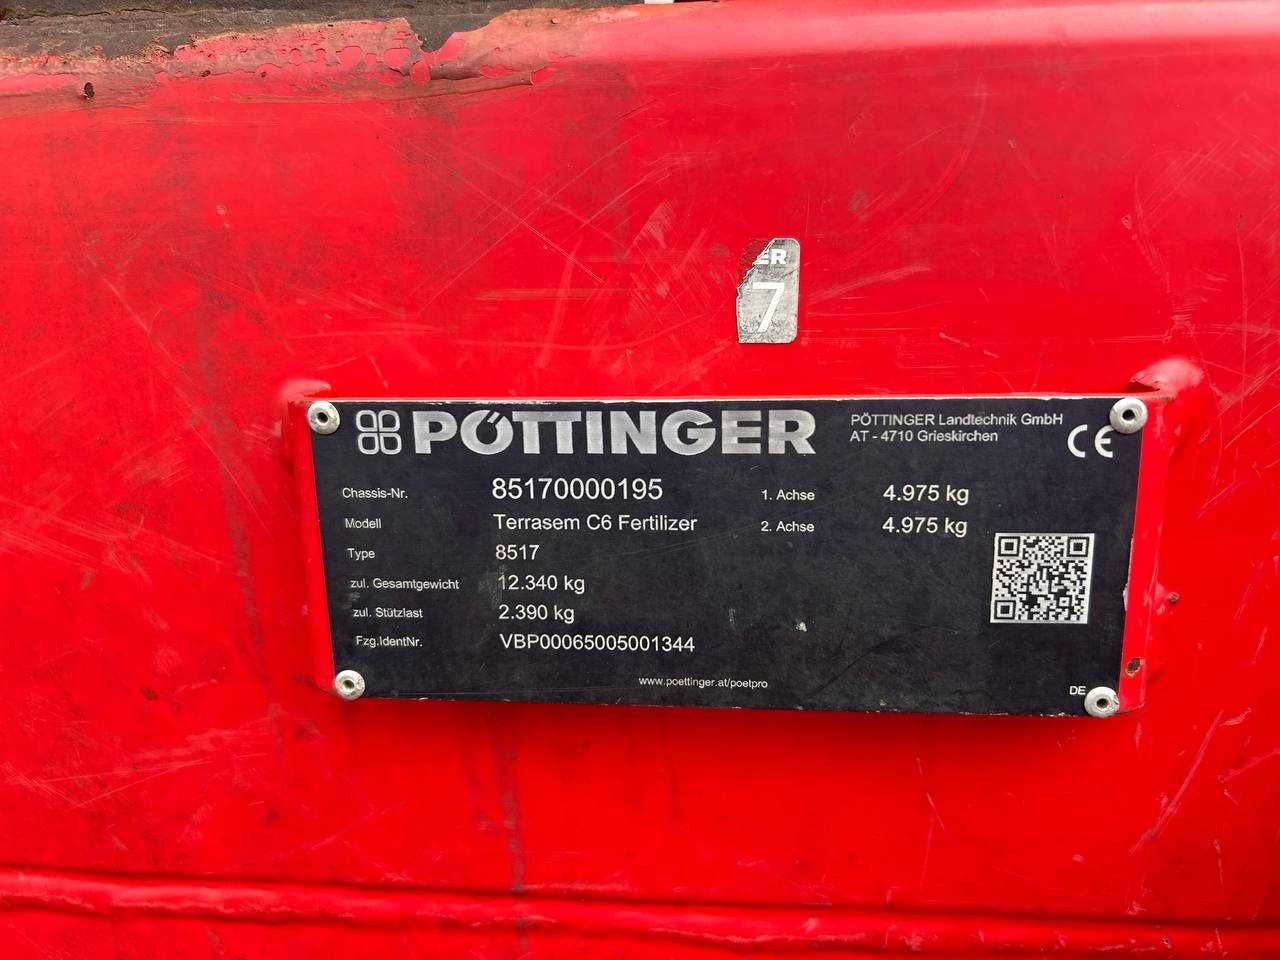 ER
7
PÖTTINGER
PÖTTINGER Landtechnik GmbH
AT - 4710 Grieskirchen
CE
Chassis-Nr. 85170000195 1. Achse 4.975 kg
Modell Terrasem C6 Fertilizer 2. Achse 4.975 kg
Type 8517
zul. Gesamtgewicht 12.340 kg
zul. Stützlast 2.390 kg
Fzg.IdentNr. VBP00065005001344
www.poettinger.at/poetpro
DE